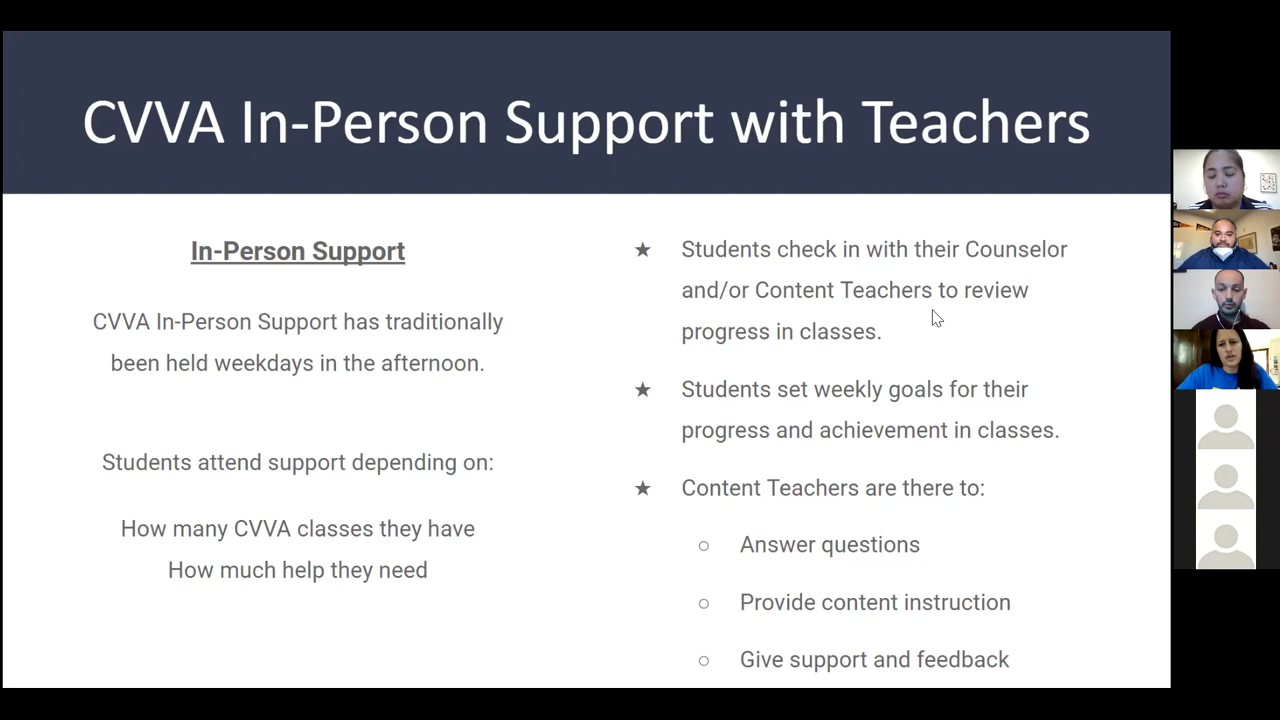 CVVA In-Person Support with Teachers
In-Person Support
CVVA In-Person Support has traditionally
been held weekdays in the afternoon.
Students attend support depending on:
How many CVVA classes they have
How much help they need
★ Students check in with their Counselor
and/or Content Teachers to review
progress in classes.
★ Students set weekly goals for their
progress and achievement in classes.
★ Content Teachers are there to:
○ Answer questions
○ Provide content instruction
○ Give support and feedback